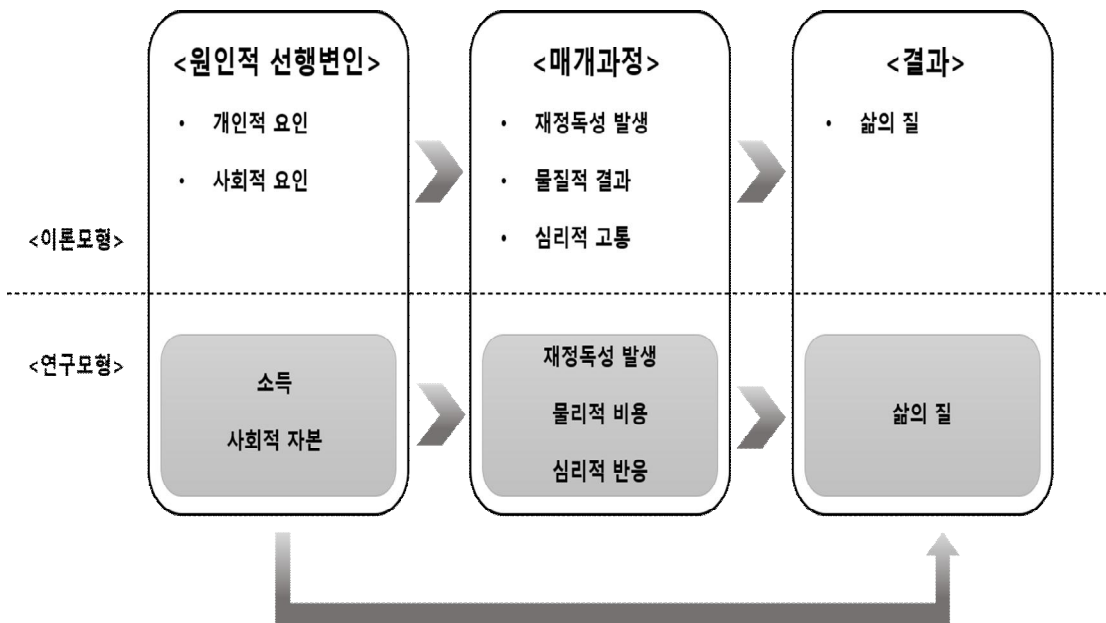 <원인적 선행변인>
• 개인적 요인
• 사회적 요인
<매개과정>
• 재정독성 발생
• 물질적 결과
• 심리적 고통
<결과>
• 삶의 질
<이론모형>
<연구모형>
소득
사회적 자본
재정독성 발생
물리적 비용
심리적 반응
삶의 질